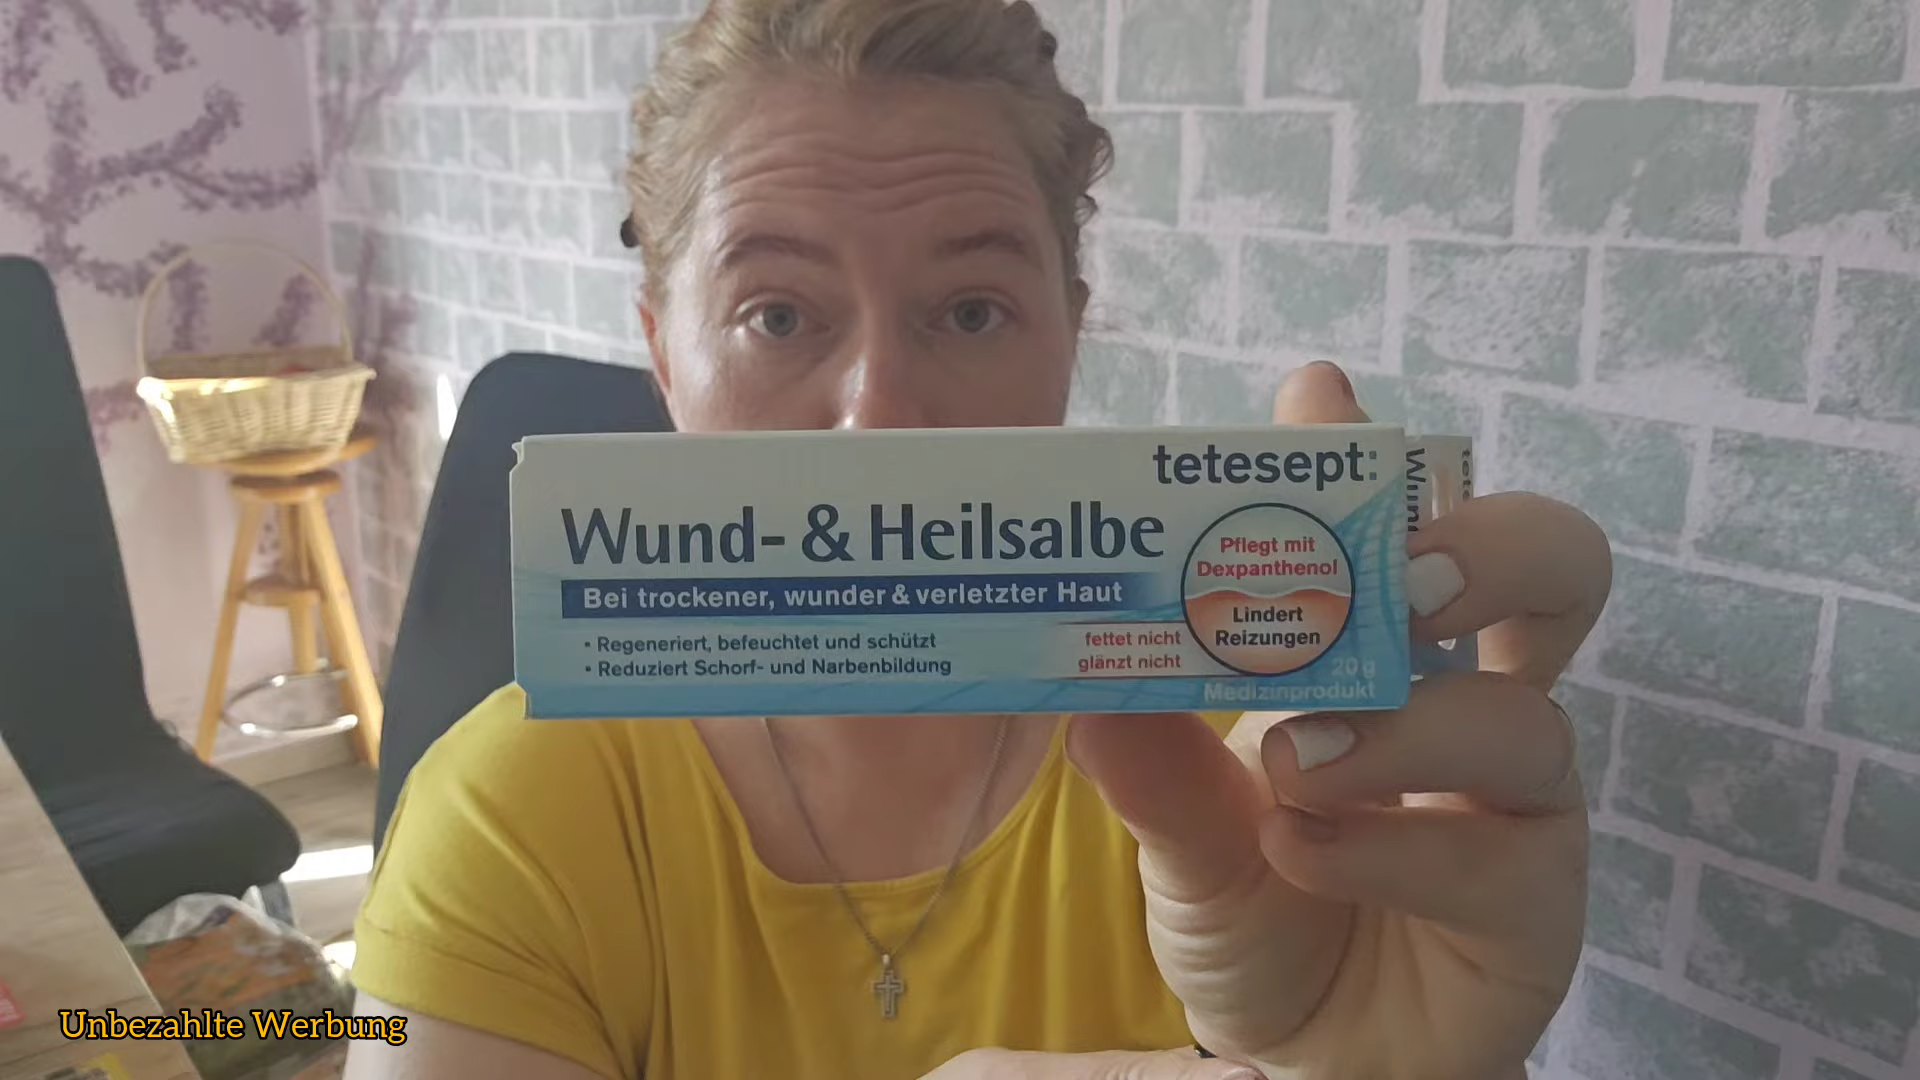 tetesept:
Wund- & Heilsalbe
Bei trockener, wunder & verletzter Haut
• Regeneriert, befeuchtet und schützt
• Reduziert Schorf- und Narbenbildung
fettet nicht
glänzt nicht
Pflegt mit
Dexpanthenol
Lindert
Reizungen
20 g
Medizinprodukt
Unbezahlte Werbung